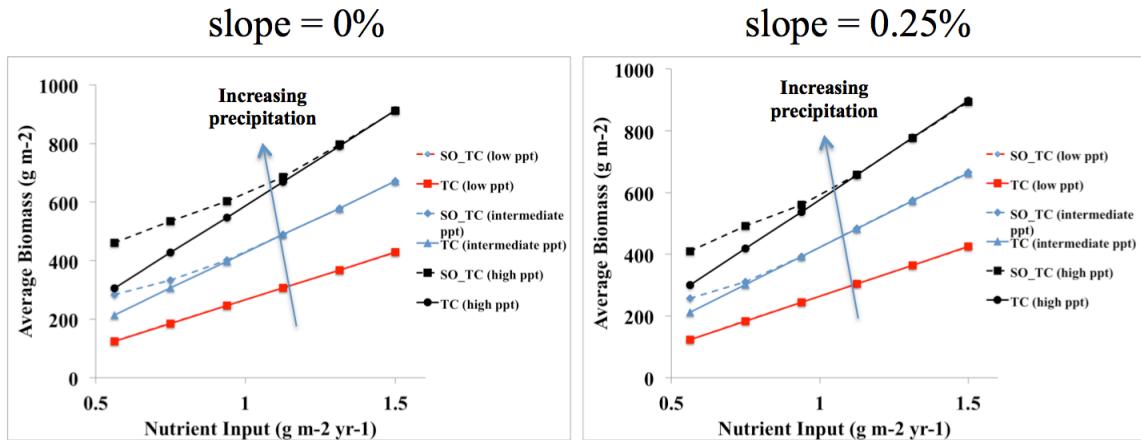 slope = 0%
1000
800
600
400
200
0
0.5
1
1.5
Average Biomass (g m-2)
Nutrient Input (g m-2 yr-1)
Increasing
precipitation
SO_TC (low ppt)
TC (low ppt)
SO_TC (intermediate
ppt)
TC (intermediate ppt)
SO_TC (high ppt)
TC (high ppt)
slope = 0.25%
1000
800
600
400
200
0
0.5
1
1.5
Average Biomass (g m-2)
Nutrient Input (g m-2 yr-1)
Increasing
precipitation
SO_TC (low ppt)
TC (low ppt)
SO_TC (intermediate
ppt)
TC (intermediate ppt)
SO_TC (high ppt)
TC (high ppt)